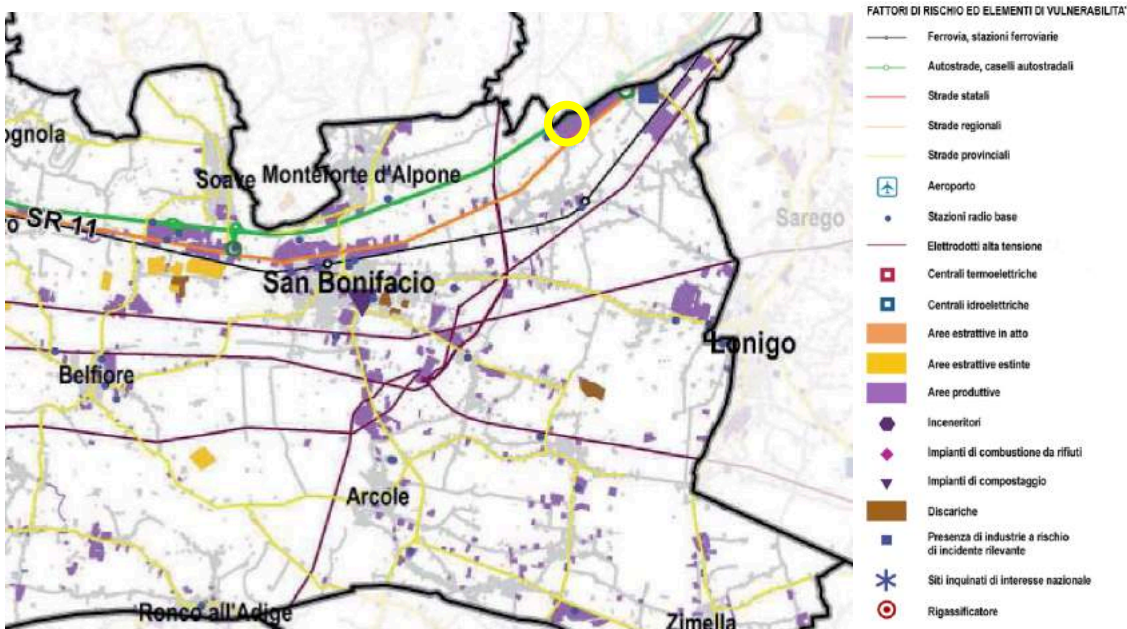 ognola
Soave
Monteforte d'Alpone
Sarego
o SR 11
San Bonifacio
Lonigo
Belfiore
Arcole
Ronco all'Adige
Zimella
FATTORI DI RISCHIO ED ELEMENTI DI VULNERABILITA'
Ferrovia, stazioni ferroviarie
Autostrade, caselli autostradali
Strade statali
Strade regionali
Strade provinciali
Aeroporto
Stazioni radio base
Elettrodotti alta tensione
Centrali termoelettriche
Centrali idroelettriche
Aree estrattive in atto
Aree estrattive estinte
Aree produttive
Inceneritori
Impianti di combustione da rifiuti
Impianti di compostaggio
Discariche
Presenza di industrie a rischio
di incidente rilevante
Siti inquinati di interesse nazionale
Rigassificatore